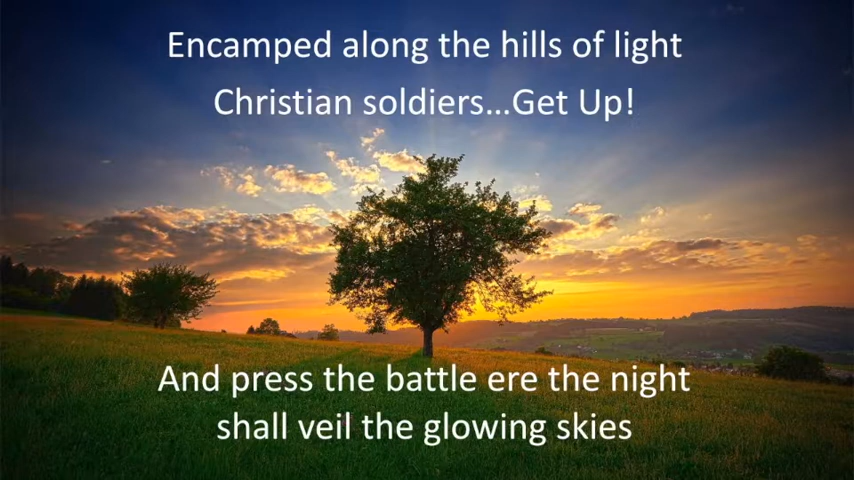 Encamped along the hills of light
Christian soldiers...Get Up!
And press the battle ere the night
shall veil the glowing skies